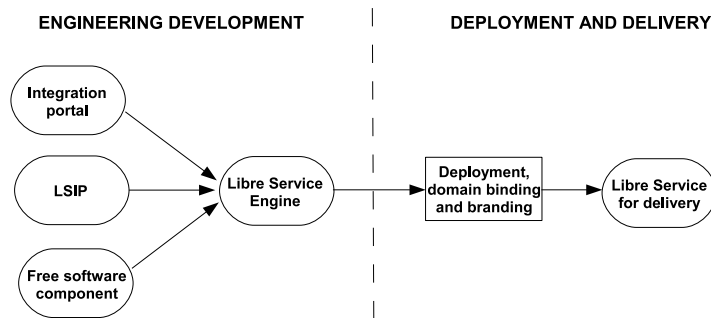 ENGINEERING DEVELOPMENT
DEPLOYMENT AND DELIVERY
Integration
portal
LSIP
Free software
component
Libre Service
Engine
Deployment,
domain binding
and branding
Libre Service
for delivery